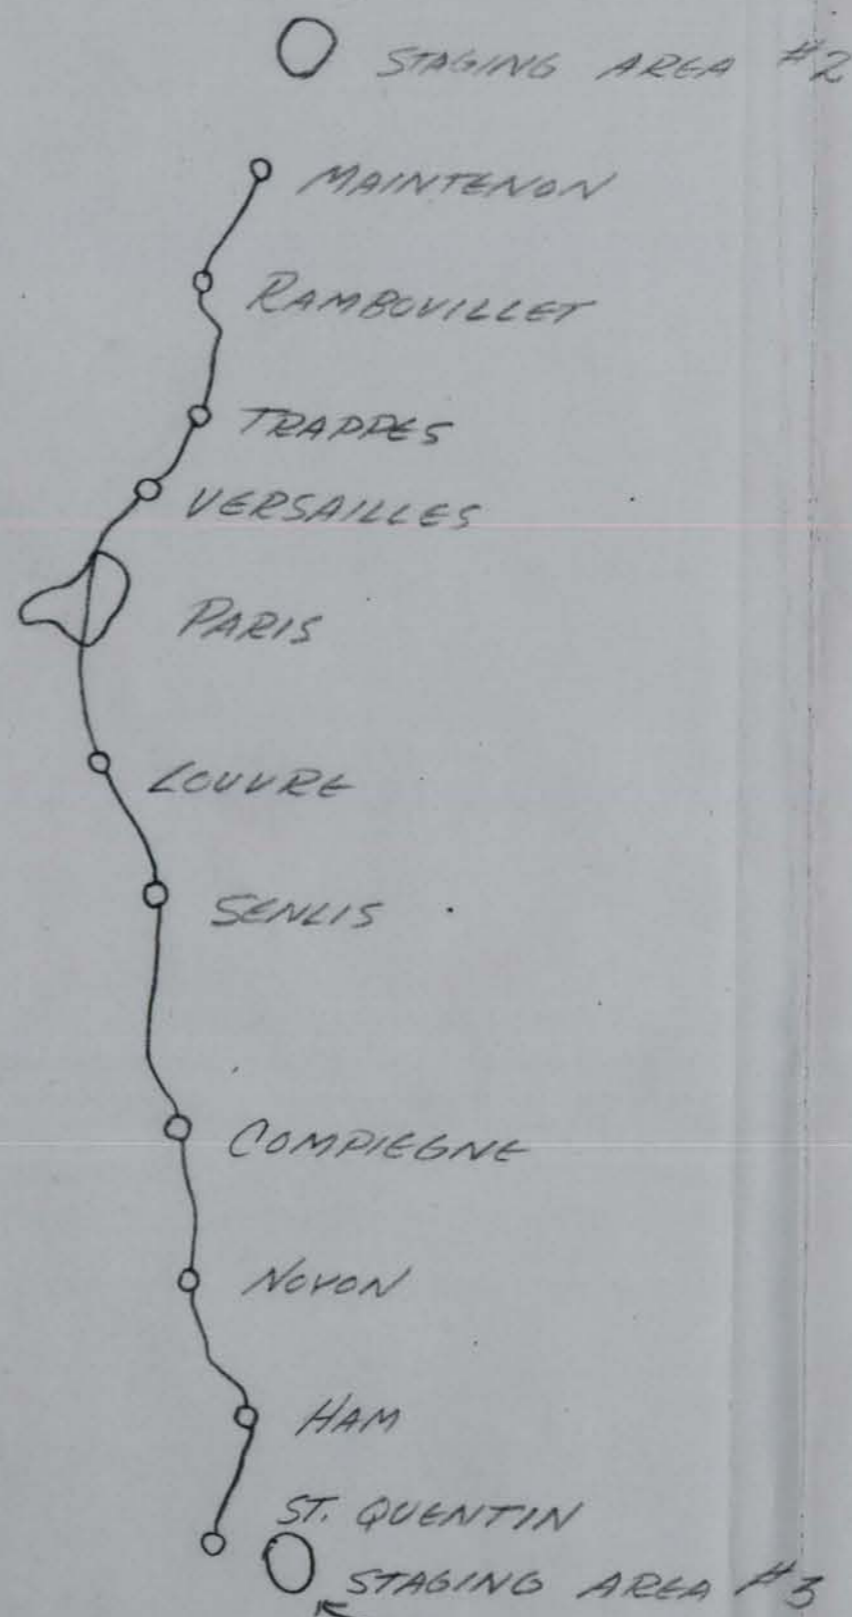 STAGING AREA #2
MAINTENON
RAMBOUILLET
TRAPPES
VERSAILLES
PARIS
LOUVRE
SENLIS
COMPIEGNE
NOYON
HAM
ST. QUENTIN
STAGING AREA #3